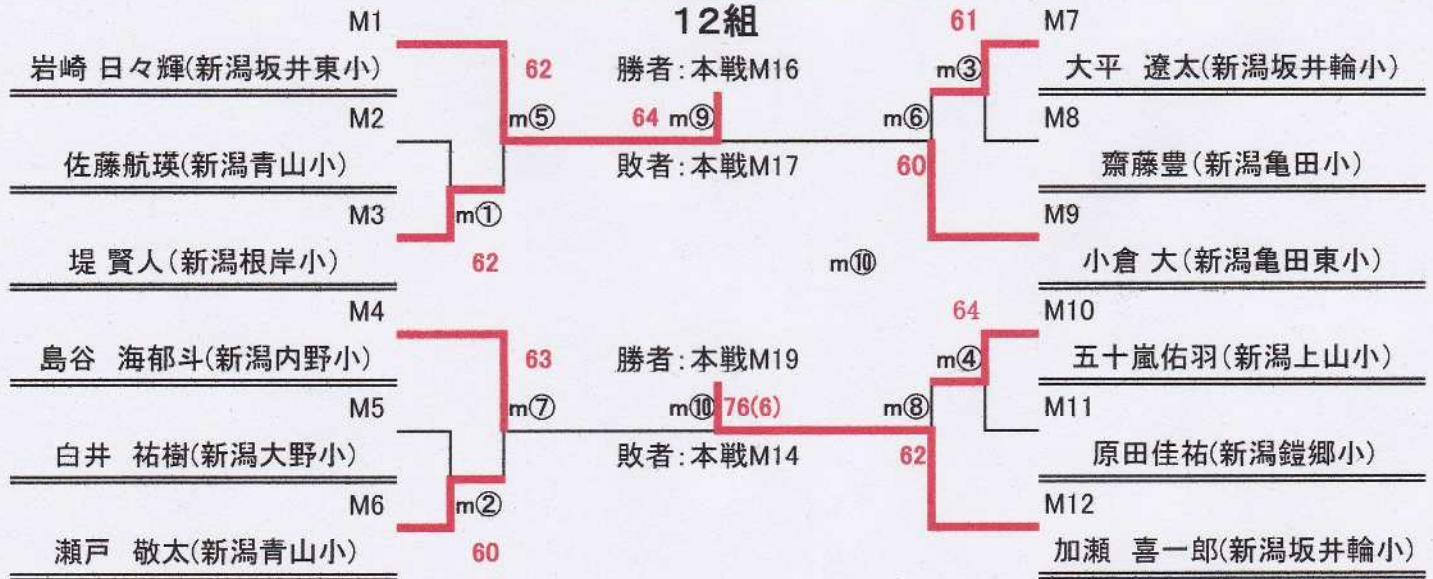 12組
M1
岩崎 日々輝(新潟坂井東小)
62
勝者:本戦M16
61
M7
m③
大平 遼太(新潟坂井輪小)
M2
m⑤
64 m⑨
m⑥
M8
佐藤航瑛(新潟青山小)
敗者:本戦M17
60
齋藤豊(新潟亀田小)
M3
m①
M9
堤 賢人(新潟根岸小)
62
m⑩
小倉 大(新潟亀田東小)
M4
64
M10
島谷 海郁斗(新潟内野小)
63
勝者:本戦M19
m④
五十嵐佑羽(新潟上山小)
M5
m⑦
m⑩ 76(6)
m⑧
M11
白井 祐樹(新潟大野小)
敗者:本戦M14
62
原田佳祐(新潟鎧郷小)
M6
m②
M12
瀬戸 敬太(新潟青山小)
60
加瀬 喜一郎(新潟坂井輪小)